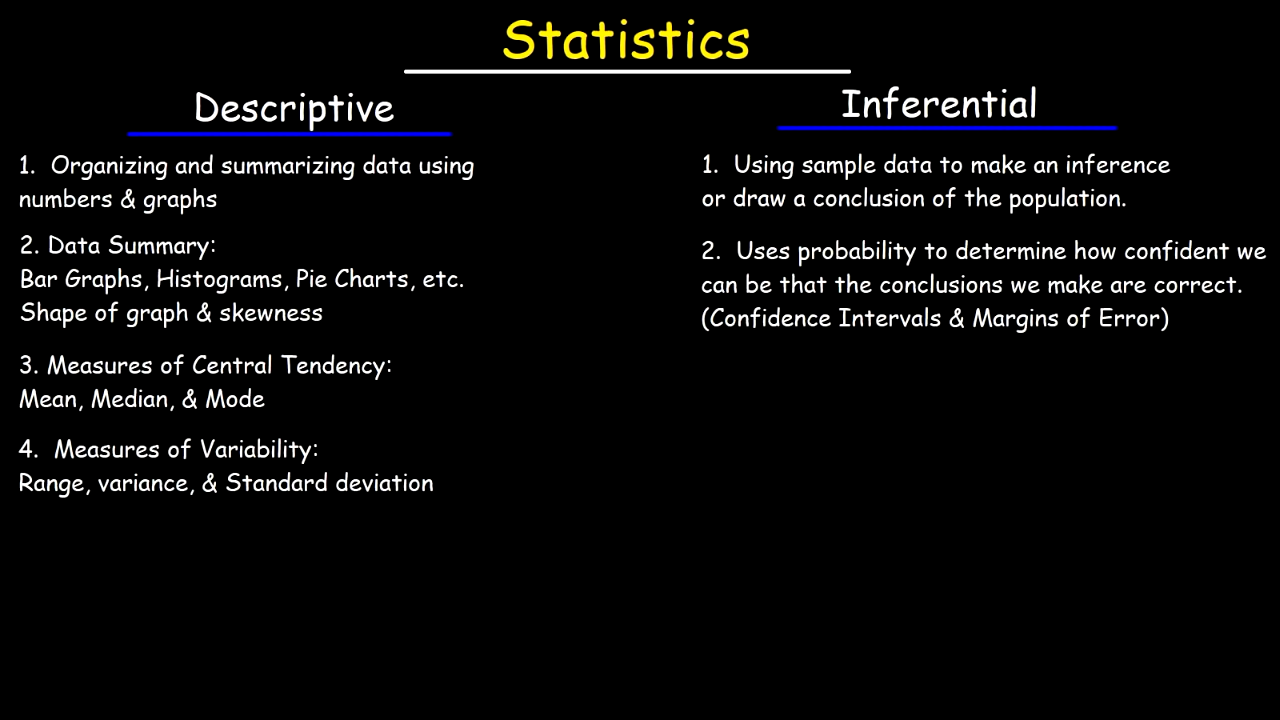 Statistics
Descriptive
1.  Organizing and summarizing data using
numbers & graphs
2. Data Summary:
Bar Graphs, Histograms, Pie Charts, etc.
Shape of graph & skewness
3. Measures of Central Tendency:
Mean, Median, & Mode
4.  Measures of Variability:
Range, variance, & Standard deviation
Inferential
1.  Using sample data to make an inference
or draw a conclusion of the population.
2.  Uses probability to determine how confident we
can be that the conclusions we make are correct.
(Confidence Intervals & Margins of Error)